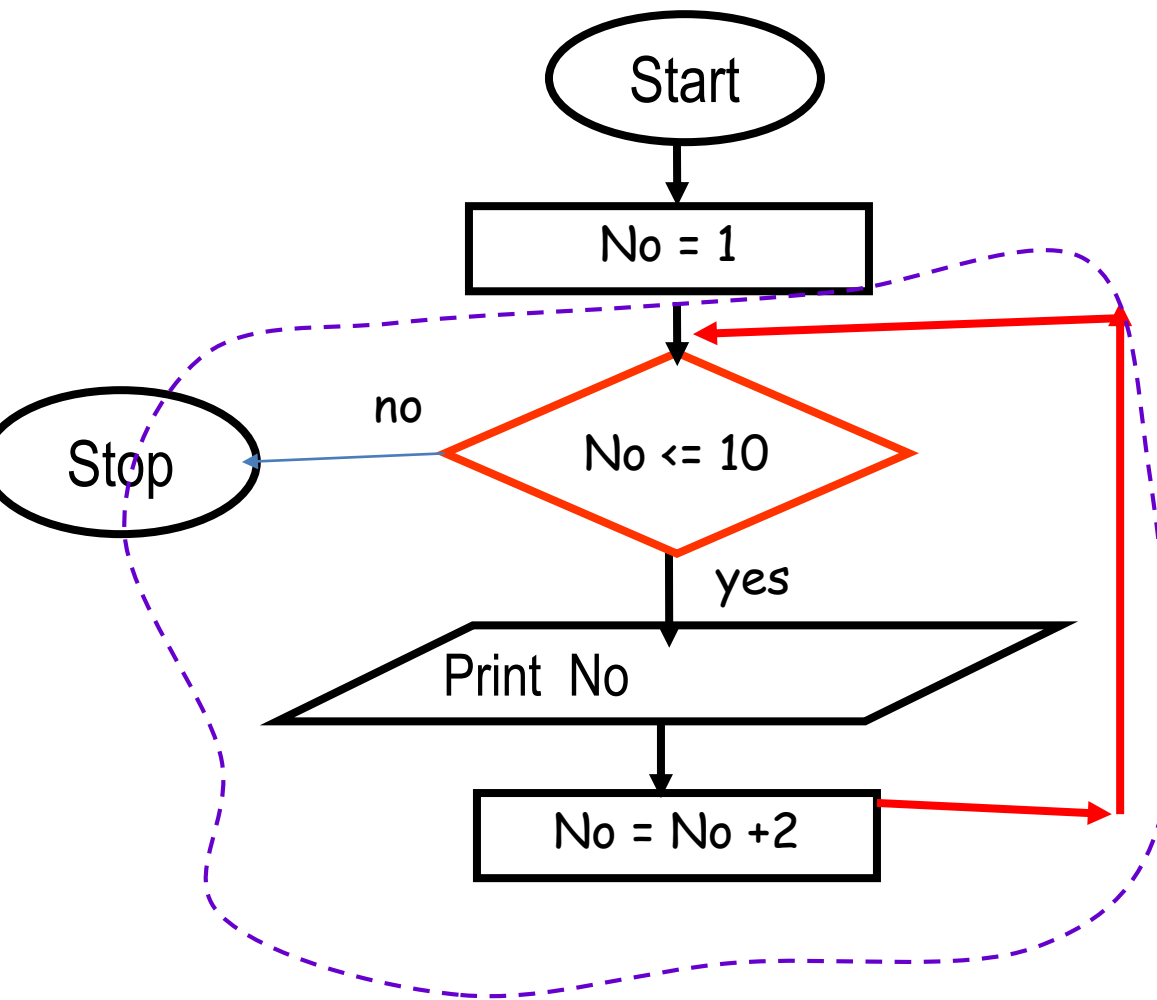 Start
No = 1
no
No <= 10
Stop
yes
Print No
No = No +2